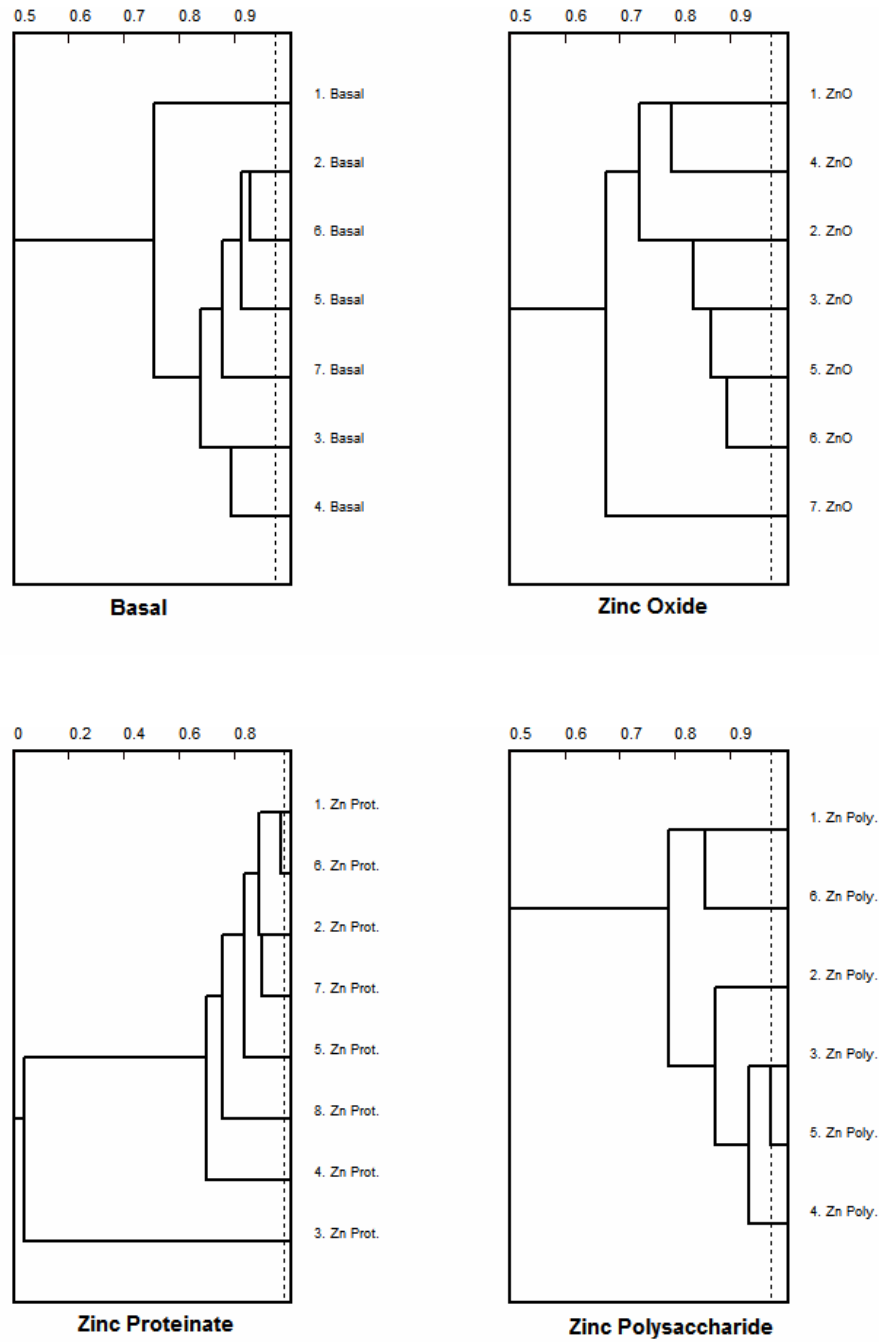 0.5 0.6 0.7 0.8 0.9
1. Basal
2. Basal
6. Basal
5. Basal
7. Basal
3. Basal
4. Basal
Basal
0.5 0.6 0.7 0.8 0.9
1. ZnO
4. ZnO
2. ZnO
3. ZnO
5. ZnO
6. ZnO
7. ZnO
Zinc Oxide
0 0.2 0.4 0.6 0.8
1. Zn Prot.
6. Zn Prot.
2. Zn Prot.
7. Zn Prot.
5. Zn Prot.
8. Zn Prot.
4. Zn Prot.
3. Zn Prot.
Zinc Proteinate
0.5 0.6 0.7 0.8 0.9
1. Zn Poly.
6. Zn Poly.
2. Zn Poly.
3. Zn Poly.
5. Zn Poly.
4. Zn Poly.
Zinc Polysaccharide